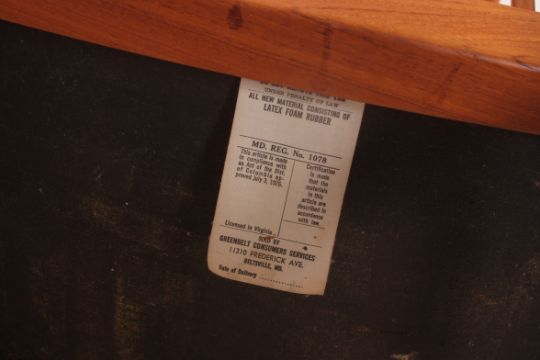 UNDER PENALTY OF LAW
ALL NEW MATERIAL CONSISTING OF
LATEX FOAM RUBBER
MD. REG. No. 1078
This article is made
in compliance with
an Act of the Dist.
of Columbia ap-
proved July 3, 1926.
Certification
is made
that the
materials
in this
article are
described in
accordance
with law.
Licensed in Virginia
SOLD BY
GREENBELT CONSUMERS SERVICES
11310 FREDERICK AVE.
BELTSVILLE, MD.
Date of Delivery